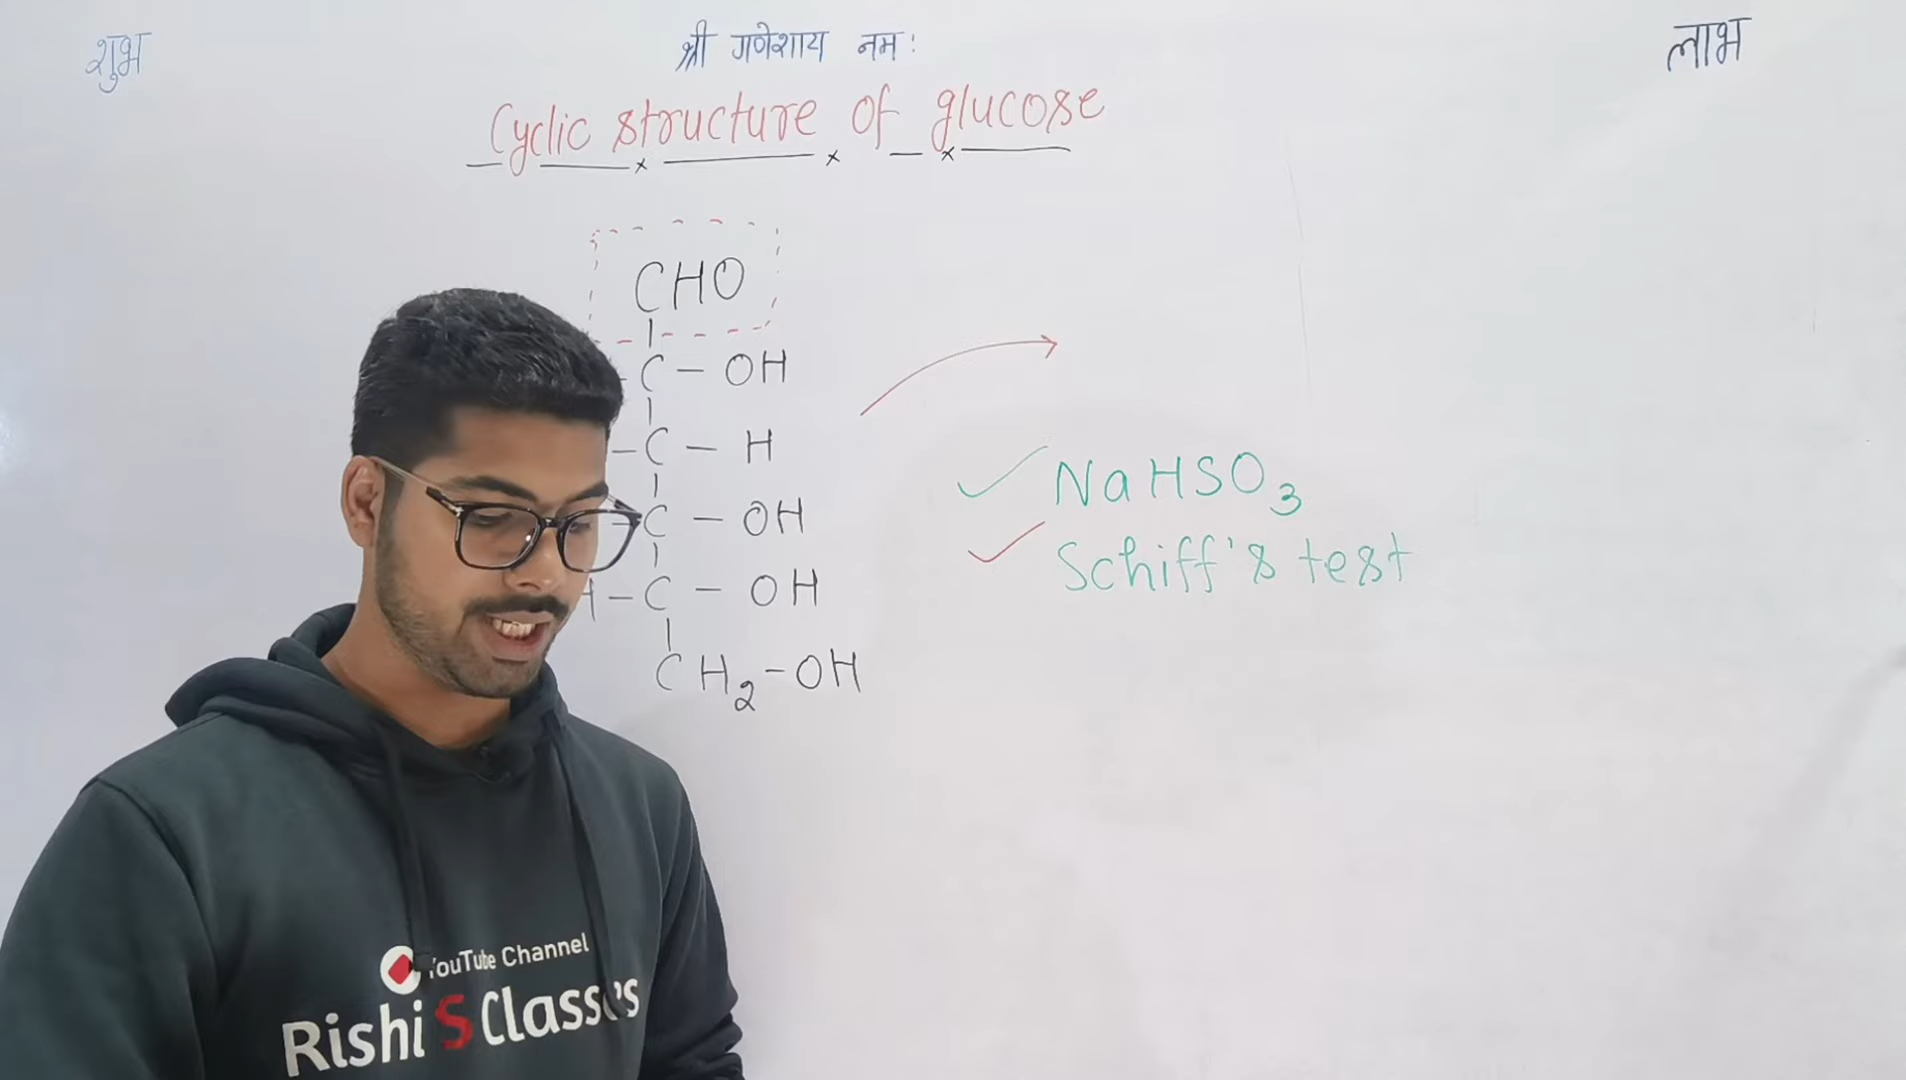 शुभ श्री गणेशाय नमः लाभ
Cyclic structure of glucose
CHO
C - OH
- C - H
- C - OH
H - C - OH
CH2 - OH
NaHSO3
Schiff's test
YouTube Channel
Rishi S Classes